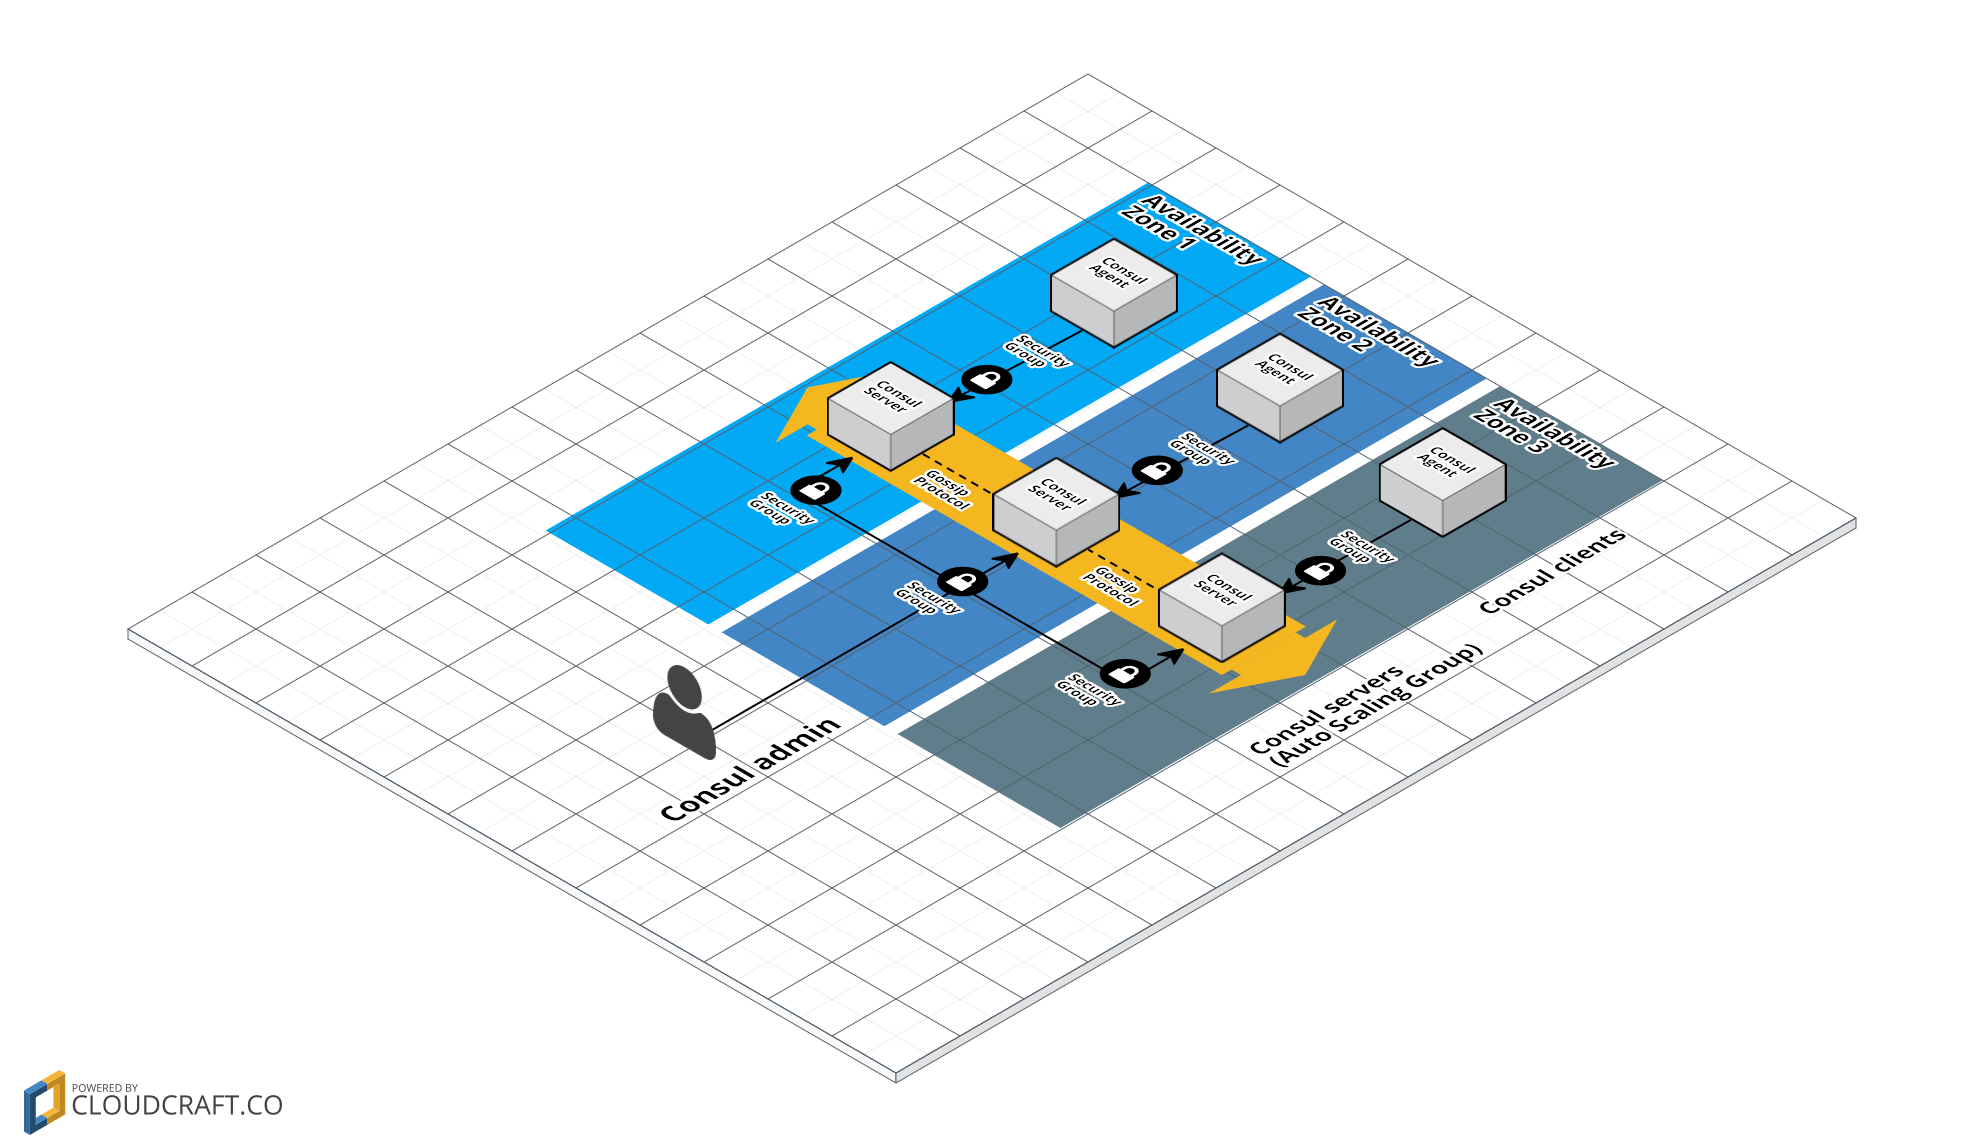 Availability
Zone 1
Consul
Agent
Security
Group
Consul
Server
Security
Group
Gossip
Protocol
Availability
Zone 2
Consul
Agent
Security
Group
Consul
Server
Security
Group
Gossip
Protocol
Availability
Zone 3
Consul
Agent
Security
Group
Consul
Server
Security
Group
Consul clients
Consul servers
(Auto Scaling Group)
Consul admin
POWERED BY
CLOUDCRAFT.CO